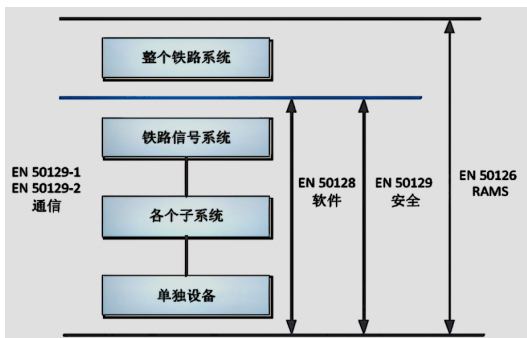 整个铁路系统
铁路信号系统
EN 50129-1
EN 50129-2
通信
各个子系统
单独设备
EN 50128
软件
EN 50129
安全
EN 50126
RAMS